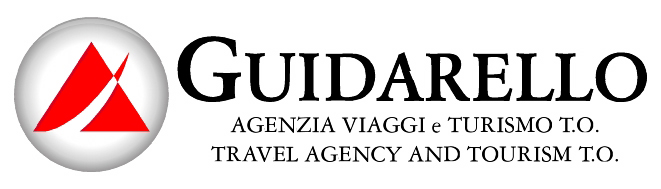 GUIDARELLO
AGENZIA VIAGGI e TURISMO T.O.
TRAVEL AGENCY AND TOURISM T.O.